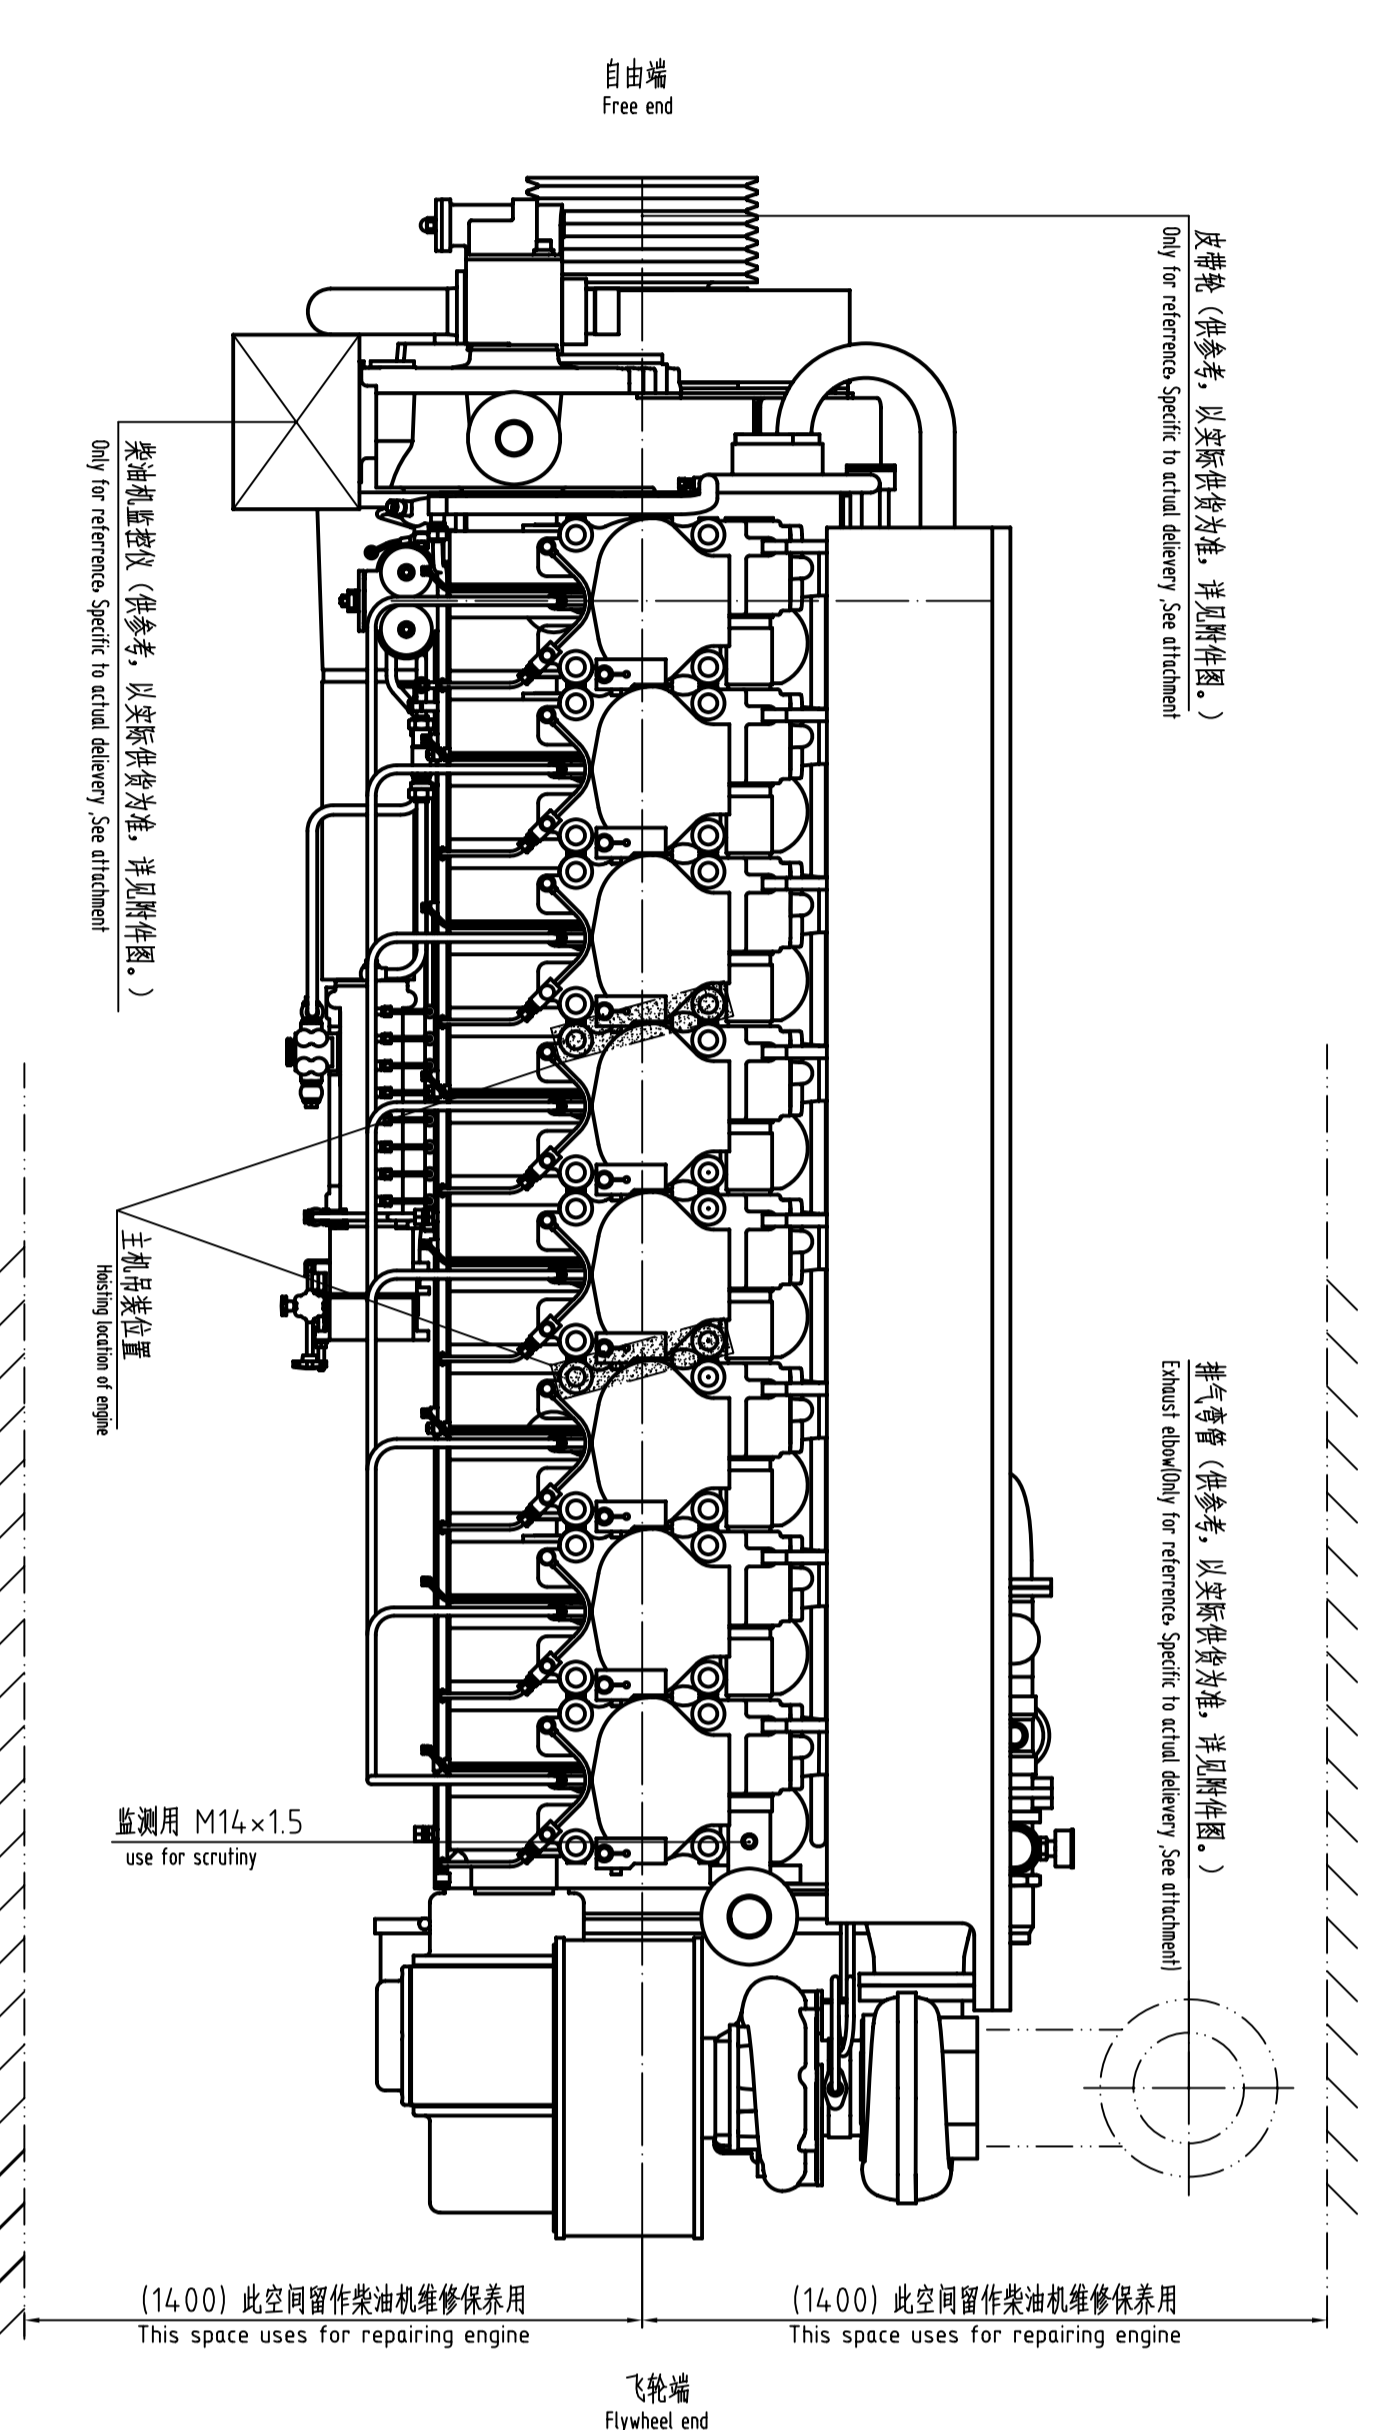 自由端
Free end
皮带轮（供参考，以实际供货为准，详见附件图。）
Only for referrence, Specific to actual delievery ,See attachment
柴油机监控仪（供参考，以实际供货为准，详见附件图。）
Only for referrence, Specific to actual delievery ,See attachment
主机吊装位置
Hoisting location of engine
排气弯管（供参考，以实际供货为准，详见附件图。）
Exhaust elbow(Only for referrence, Specific to actual delievery ,See attachment)
监测用 M14×1.5
use for scrutiny
(1400) 此空间留作柴油机维修保养用
This space uses for repairing engine
(1400) 此空间留作柴油机维修保养用
This space uses for repairing engine
飞轮端
Flywheel end